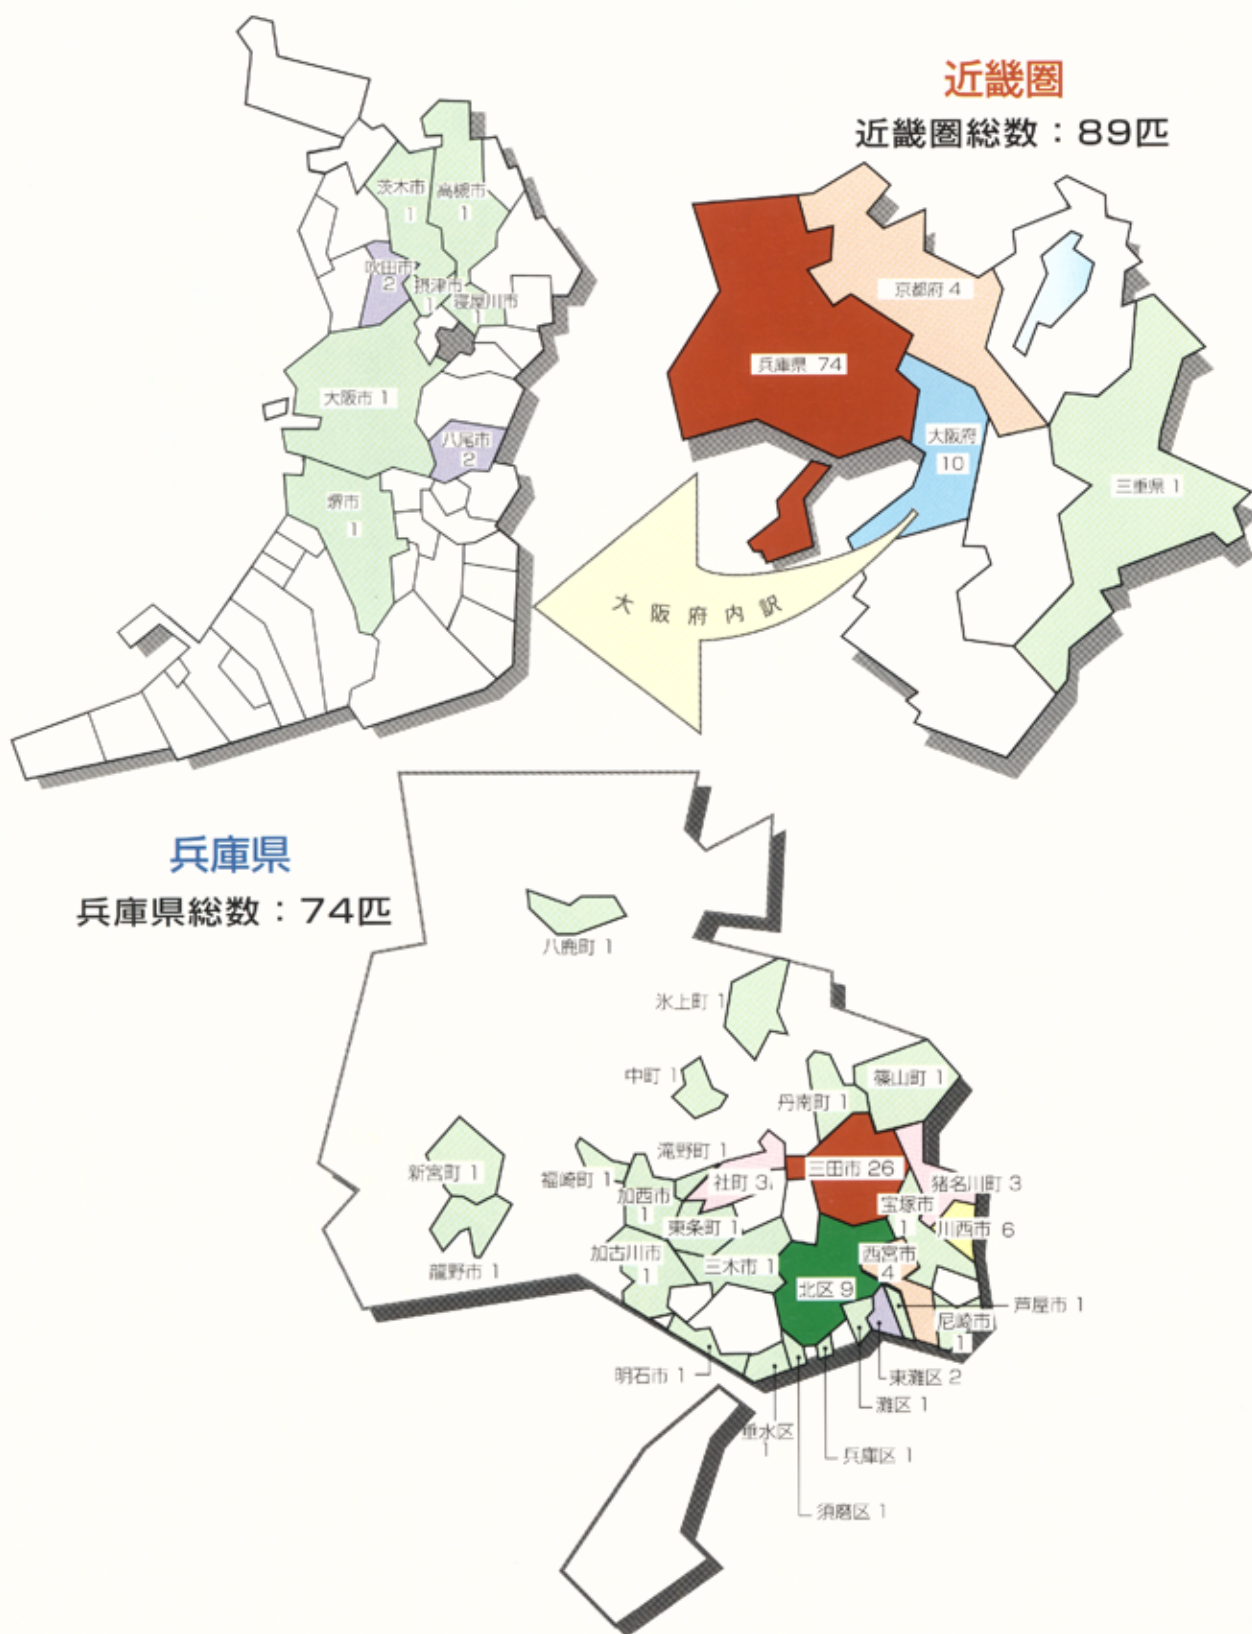 近畿圏
近畿圏総数：89匹
茨木市
1
高槻市
1
吹田市
2
摂津市
1
寝屋川市
1
大阪市 1
八尾市
2
堺市
1
京都府 4
兵庫県 74
大阪府
10
三重県 1
大阪府内訳
兵庫県
兵庫県総数：74匹
八鹿町 1
氷上町 1
中町 1
篠山町 1
丹南町 1
滝野町 1
新宮町 1
福崎町 1
加西市
1
社町 3
三田市 26
猪名川町 3
宝塚市
1
川西市 6
東条町 1
加古川市
1
三木市 1
西宮市
4
北区 9
龍野市 1
芦屋市 1
尼崎市
1
明石市 1
東灘区 2
灘区 1
垂水区
1
兵庫区 1
須磨区 1